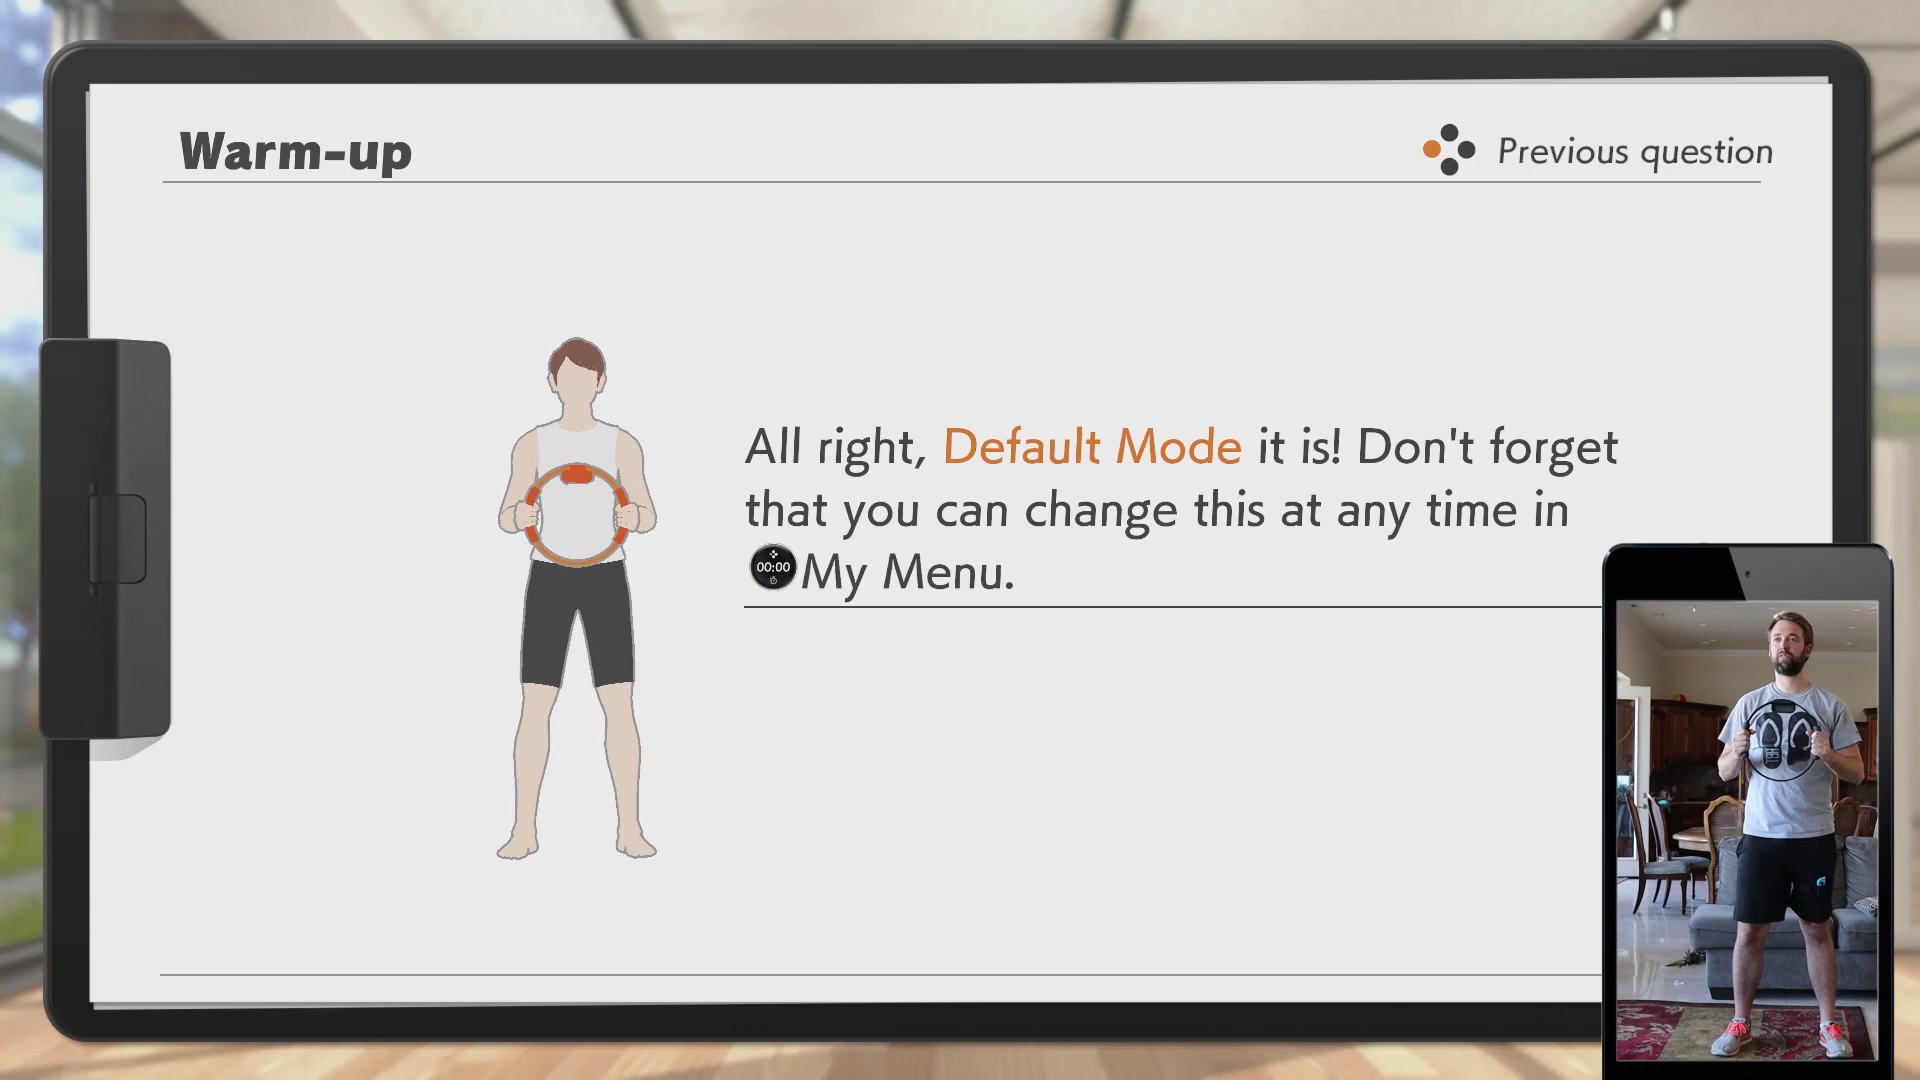 Warm-up
Previous question
All right, Default Mode it is! Don't forget
that you can change this at any time in
00:00 My Menu.